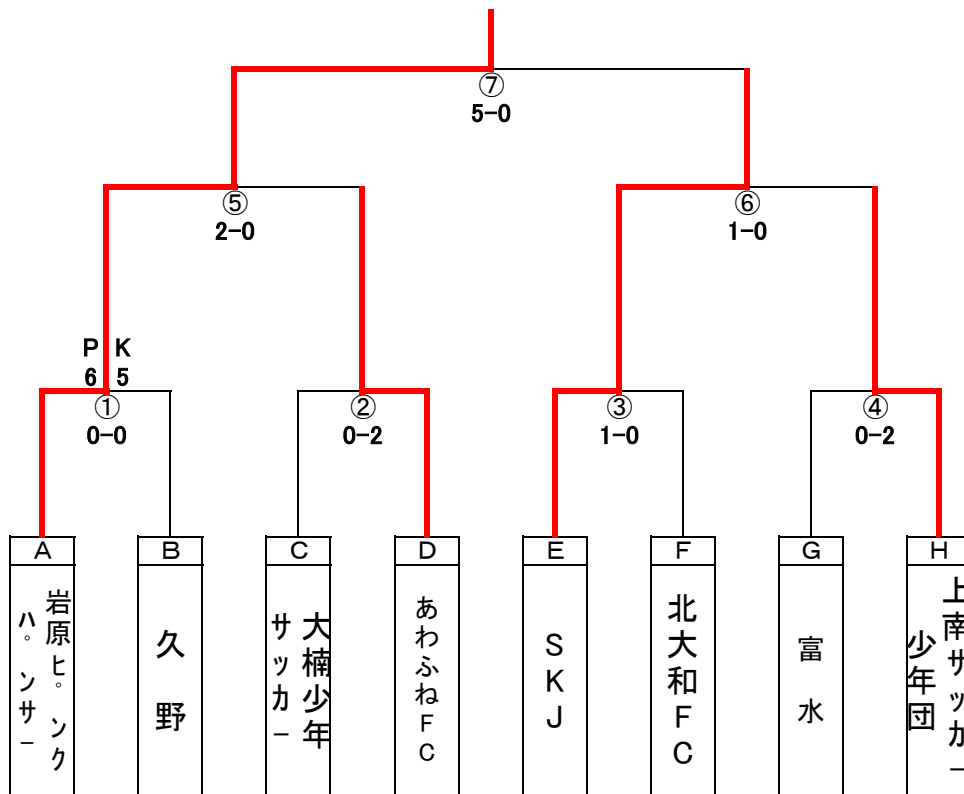 ⑦
5-0
⑤
2-0
⑥
1-0
P K
6 5
①
0-0
②
0-2
③
1-0
④
0-2
A
B
C
D
E
F
G
H
岩原ピンク
パンサー
久野
大楠少年
サッカー
あわふねFC
SKJ
北大和FC
富水
上南サッカー
少年団